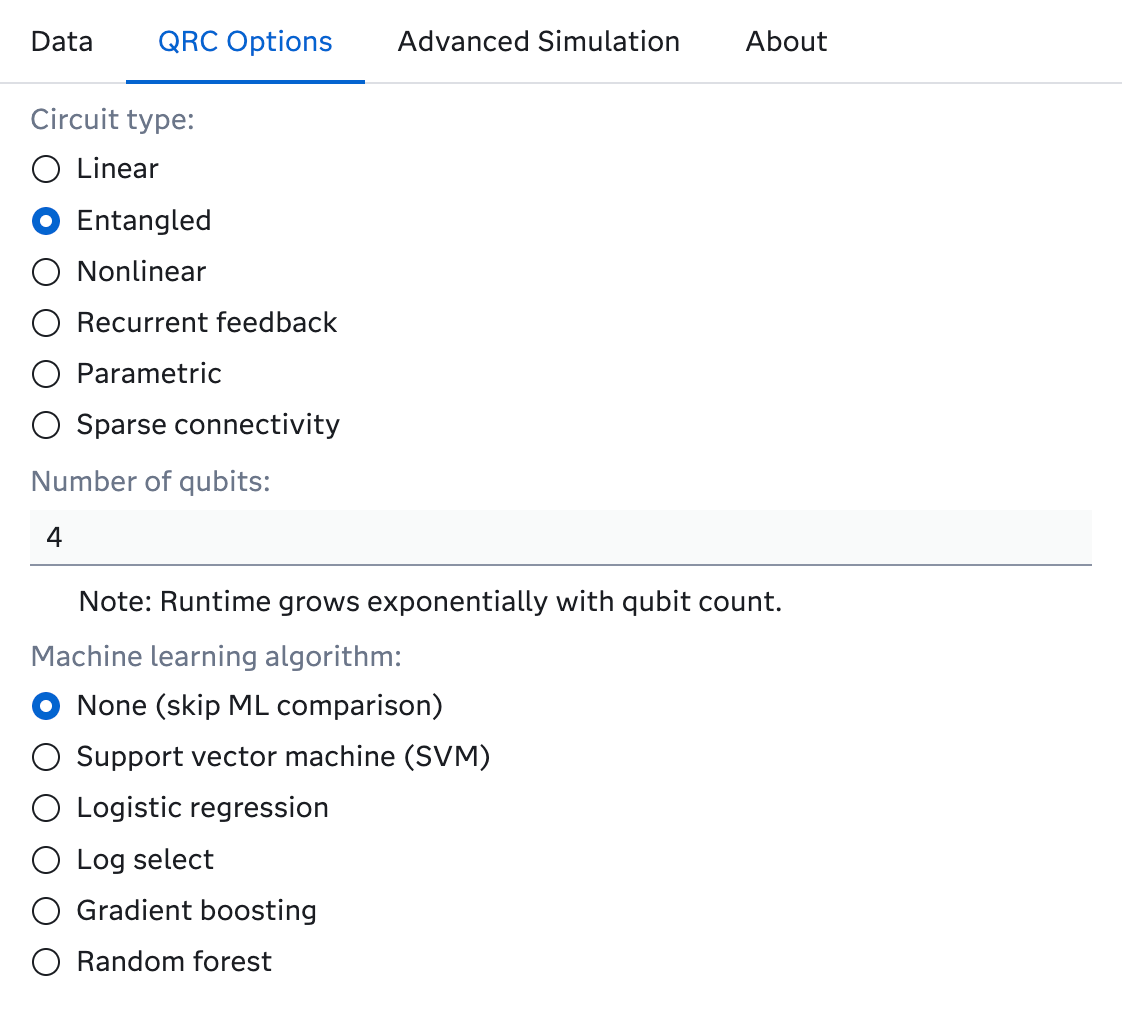 Data QRC Options Advanced Simulation About
Circuit type:
Linear
Entangled
Nonlinear
Recurrent feedback
Parametric
Sparse connectivity
Number of qubits:
4
Note: Runtime grows exponentially with qubit count.
Machine learning algorithm:
None (skip ML comparison)
Support vector machine (SVM)
Logistic regression
Log select
Gradient boosting
Random forest